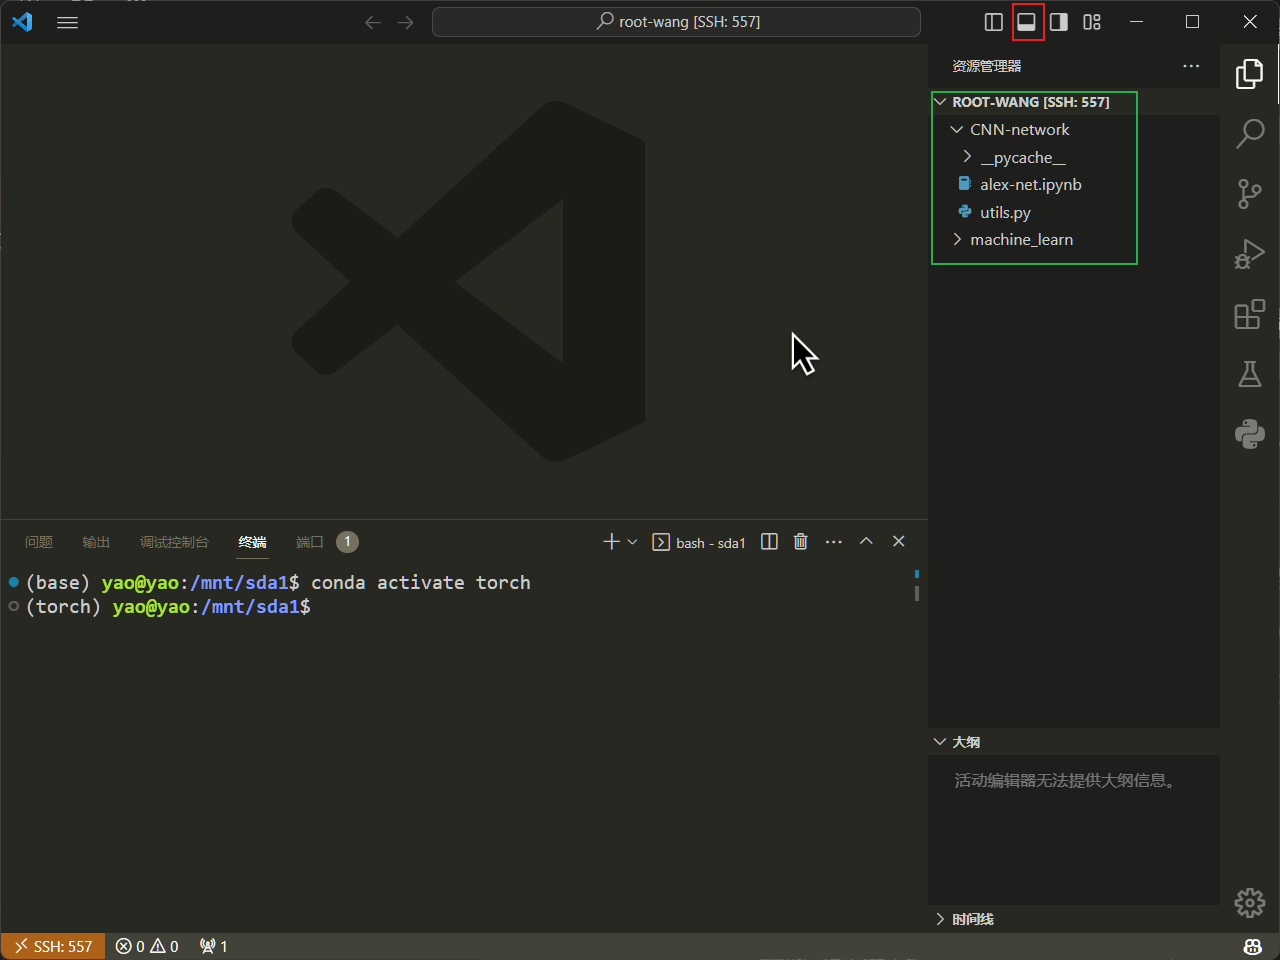 root-wang [SSH: 557]
资源管理器
ROOT-WANG [SSH: 557]
CNN-network
__pycache__
alex-net.ipynb
utils.py
machine_learn
问题 输出 调试控制台 终端 端口 1
bash - sda1
(base) yao@yao:/mnt/sda1$ conda activate torch
(torch) yao@yao:/mnt/sda1$
大纲
活动编辑器无法提供大纲信息。
时间线
SSH: 557 0 0 1